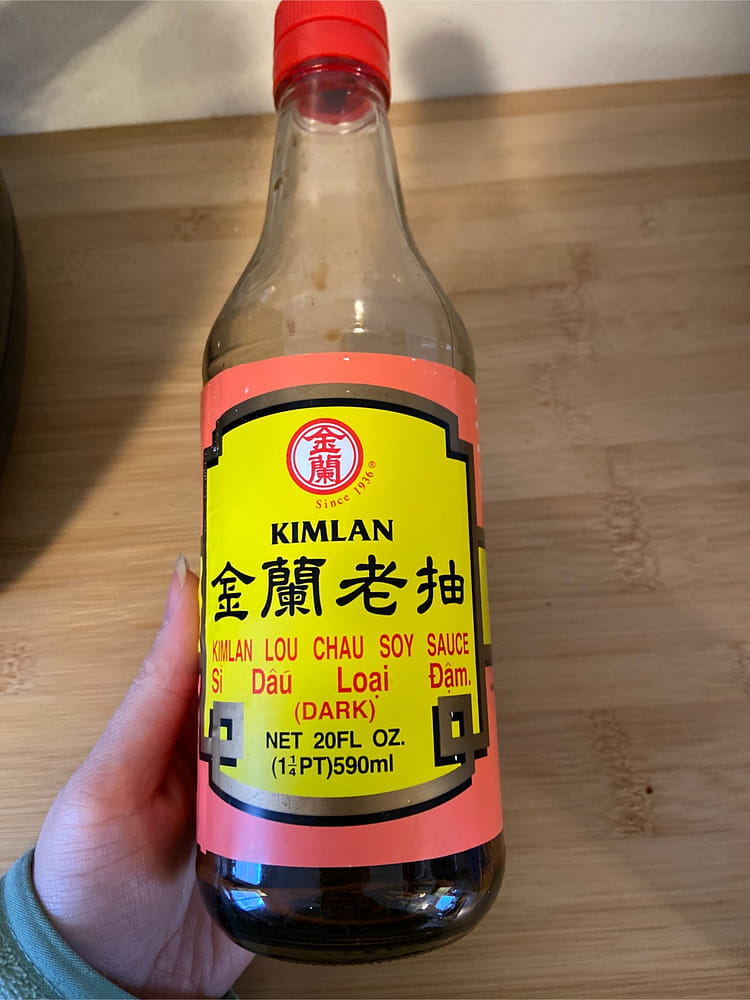 金蘭
Since 1936®
KIMLAN
金蘭老抽
KIMLAN LOU CHAU SOY SAUCE
Sì Dâú Loại Đậm.
(DARK)
NET 20FL OZ.
(1¼PT)590ml